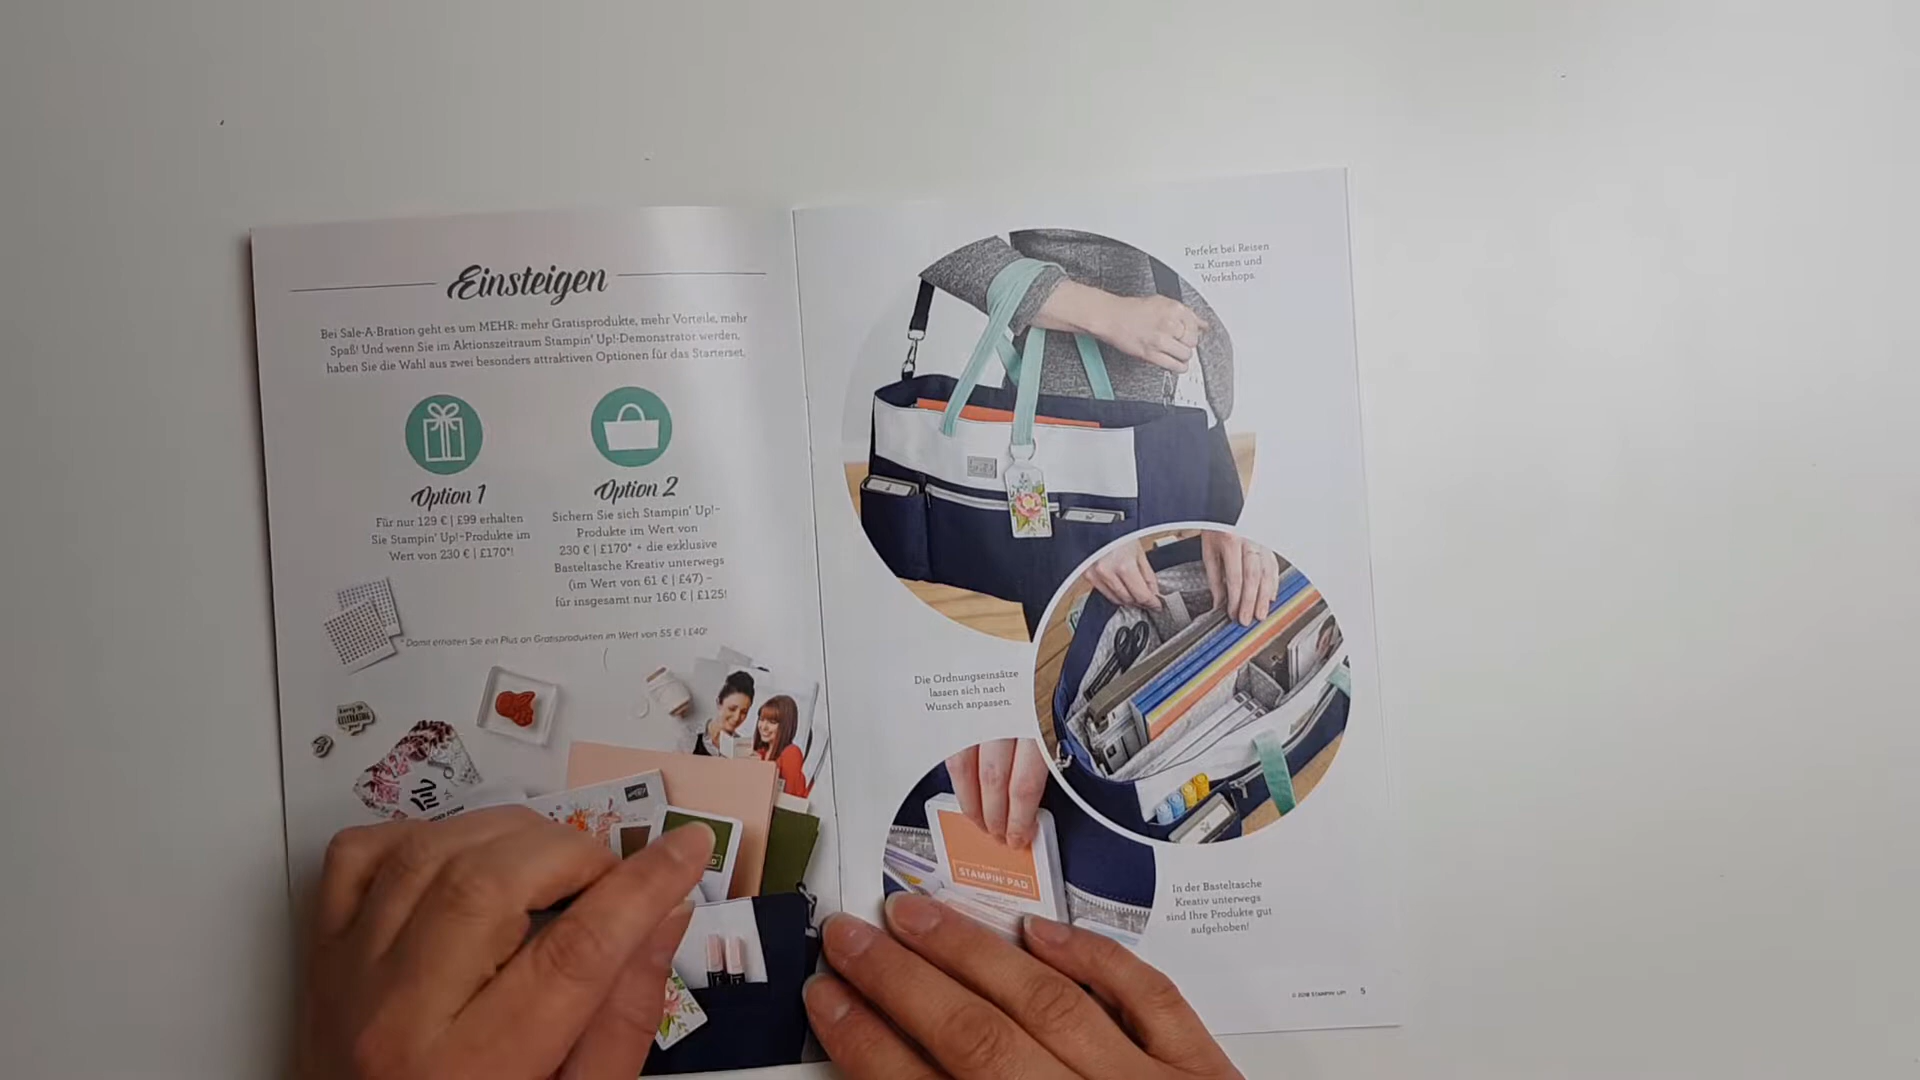 Einsteigen
Bei Sale-A-Bration geht es um MEHR: mehr Gratisprodukte, mehr Vorteile, mehr
Spaß! Und wenn Sie im Aktionszeitraum Stampin' Up!-Demonstrator werden,
haben Sie die Wahl aus zwei besonders attraktiven Optionen für das Starterset.
Option 1
Für nur 129 € | £99 erhalten
Sie Stampin' Up!-Produkte im
Wert von 230 € | £170*!
Option 2
Sichern Sie sich Stampin' Up!-
Produkte im Wert von
230 € | £170* + die exklusive
Basteltasche Kreativ unterwegs
(im Wert von 61 € | £47) –
für insgesamt nur 160 € | £125!
* Damit erhalten Sie ein Plus an Gratisprodukten im Wert von 55 € | £40!
CELEBRATING
ORDER FORM
Perfekt bei Reisen
zu Kursen und
Workshops.
Die Ordnungseinsätze
lassen sich nach
Wunsch anpassen.
STAMPIN' PAD
In der Basteltasche
Kreativ unterwegs
sind Ihre Produkte gut
aufgehoben!
© 2018 STAMPIN' UP! 5